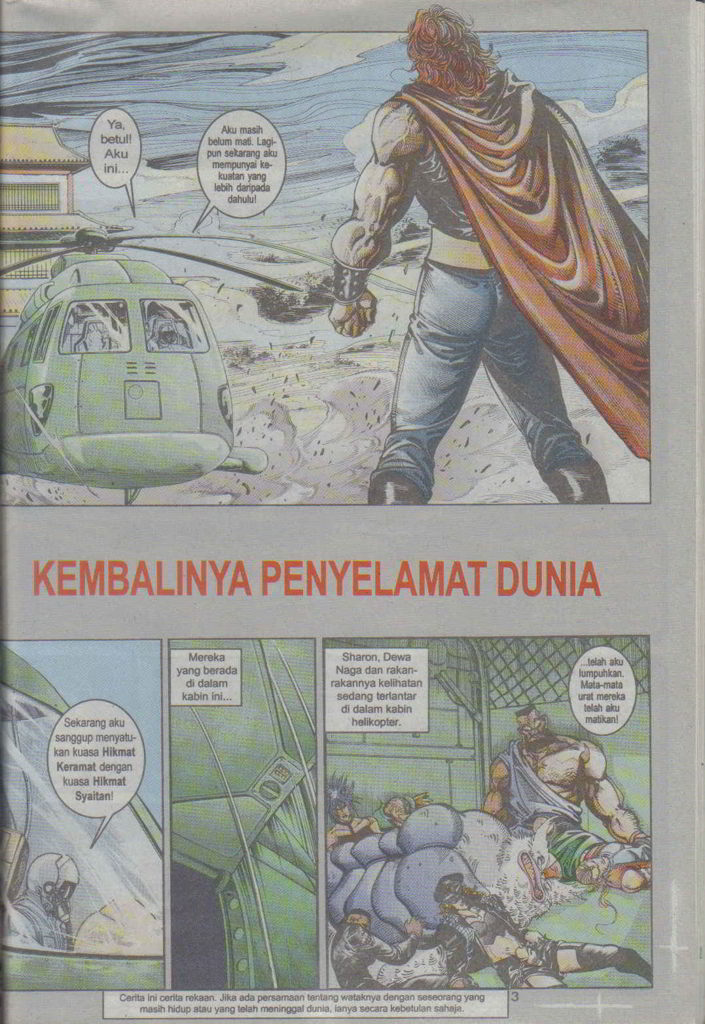 Ya,
betul!
Aku
ini...
Aku masih
belum mati. Lagi-
pun sekarang aku
mempunyai ke-
kuatan yang
lebih daripada
dahulu!
KEMBALINYA PENYELAMAT DUNIA
Sekarang aku
sanggup menyatu-
kan kuasa Hikmat
Keramat dengan
kuasa Hikmat
Syaitan!
Mereka
yang berada
di dalam
kabin ini...
Sharon, Dewa
Naga dan rakan-
rakannya kelihatan
sedang terlantar
di dalam kabin
helikopter.
...telah aku
lumpuhkan.
Mata-mata
urat mereka
telah aku
matikan!
Cerita ini cerita rekaan. Jika ada persamaan tentang wataknya dengan seseorang yang
masih hidup atau yang telah meninggal dunia, ianya secara kebetulan sahaja.
3